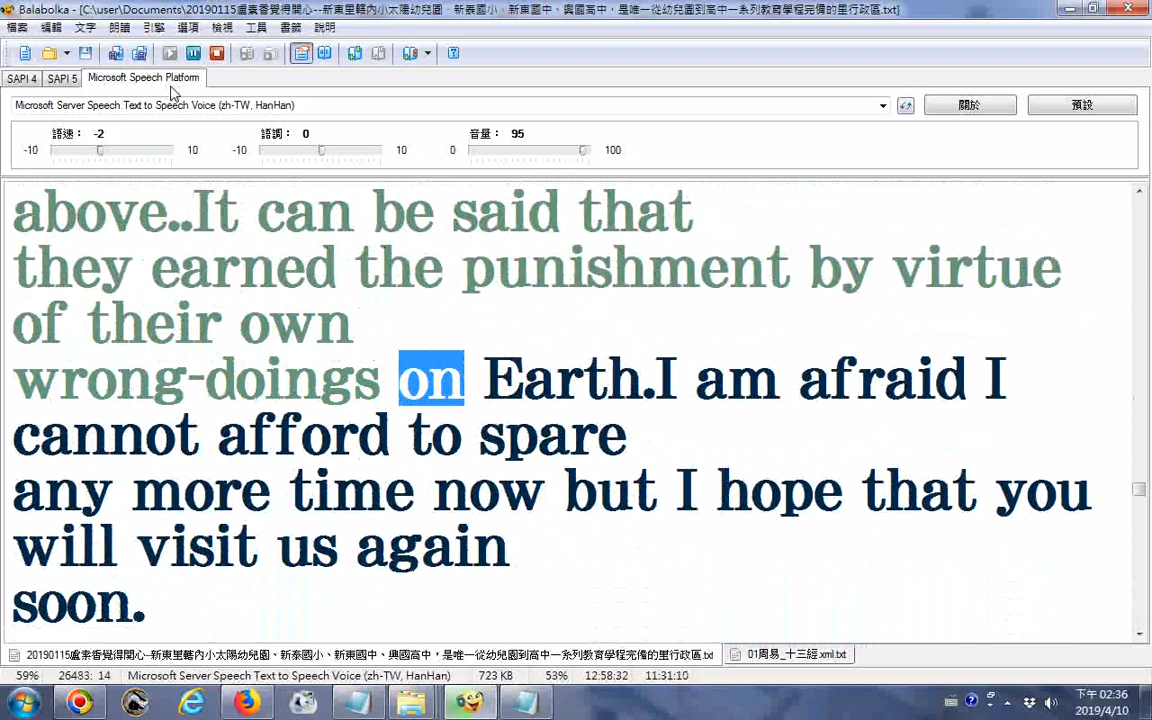 Balabolka - [C:\user\Documents\20190115盧素香覺得開心--新東里轄內小太陽幼兒園、新泰國小、新東國中、興國高中，是唯一從幼兒園到高中一系列教育學程完備的里行政區.txt]
檔案 編輯 文字 朗讀 引擎 選項 檢視 工具 書籤 說明
SAPI 4 SAPI 5 Microsoft Speech Platform
Microsoft Server Speech Text to Speech Voice (zh-TW, HanHan) 關於 預設
語速： -2 語調： 0 音量： 95
-10 10 -10 10 0 100
above..It can be said that
they earned the punishment by virtue
of their own
wrong-doings on Earth.I am afraid I
cannot afford to spare
any more time now but I hope that you
will visit us again
soon.
20190115盧素香覺得開心--新東里轄內小太陽幼兒園、新泰國小、新東國中、興國高中，是唯一從幼兒園到高中一系列教育學程完備的里行政區.txt 01周易_十三經.xml.txt
59% 26483: 14 Microsoft Server Speech Text to Speech Voice (zh-TW, HanHan) 723 KB 53% 12:58:32 11:31:10
下午 02:36
2019/4/10